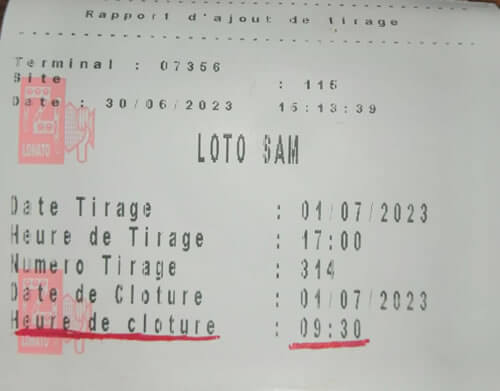 Rapport d'ajout de tirage
Terminal : 07356
Site : 115
Date : 30/06/2023 15:13:39
LOTO SAM
Date Tirage : 01/07/2023
Heure de Tirage : 17:00
Numero Tirage : 314
Date de Cloture : 01/07/2023
Heure de cloture : 09:30
LONATO
LONATO